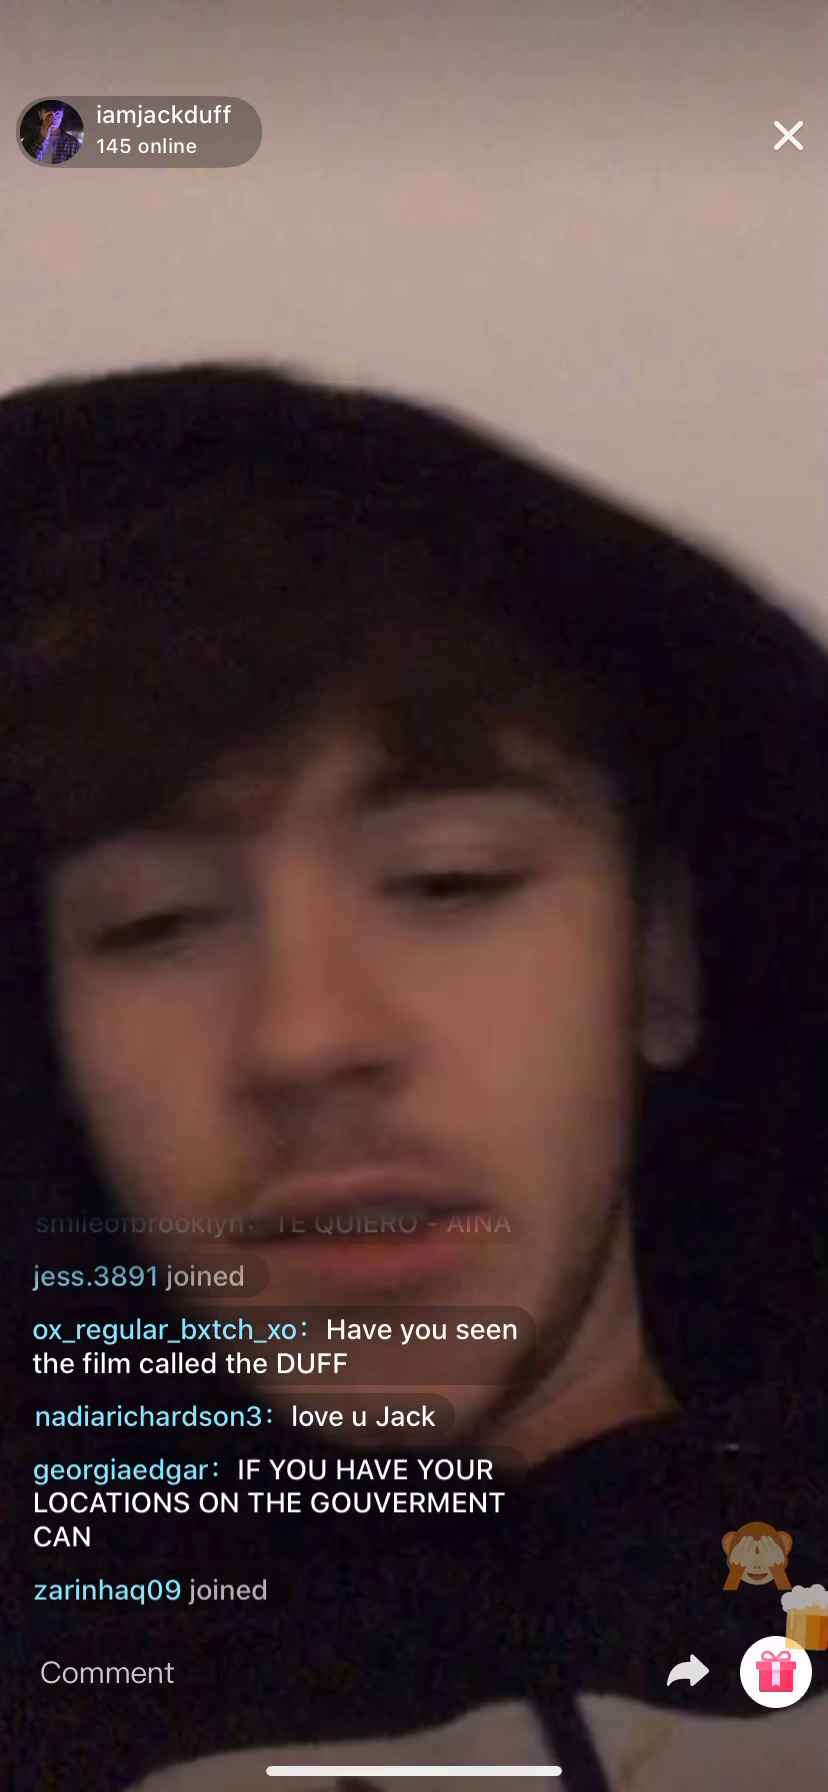 iamjackduff
145 online
smileofbrooklyn: TE QUIERO - AINA
jess.3891 joined
ox_regular_bxtch_xo: Have you seen
the film called the DUFF
nadiarichardson3: love u Jack
georgiaedgar: IF YOU HAVE YOUR
LOCATIONS ON THE GOUVERMENT
CAN
zarinhaq09 joined
Comment